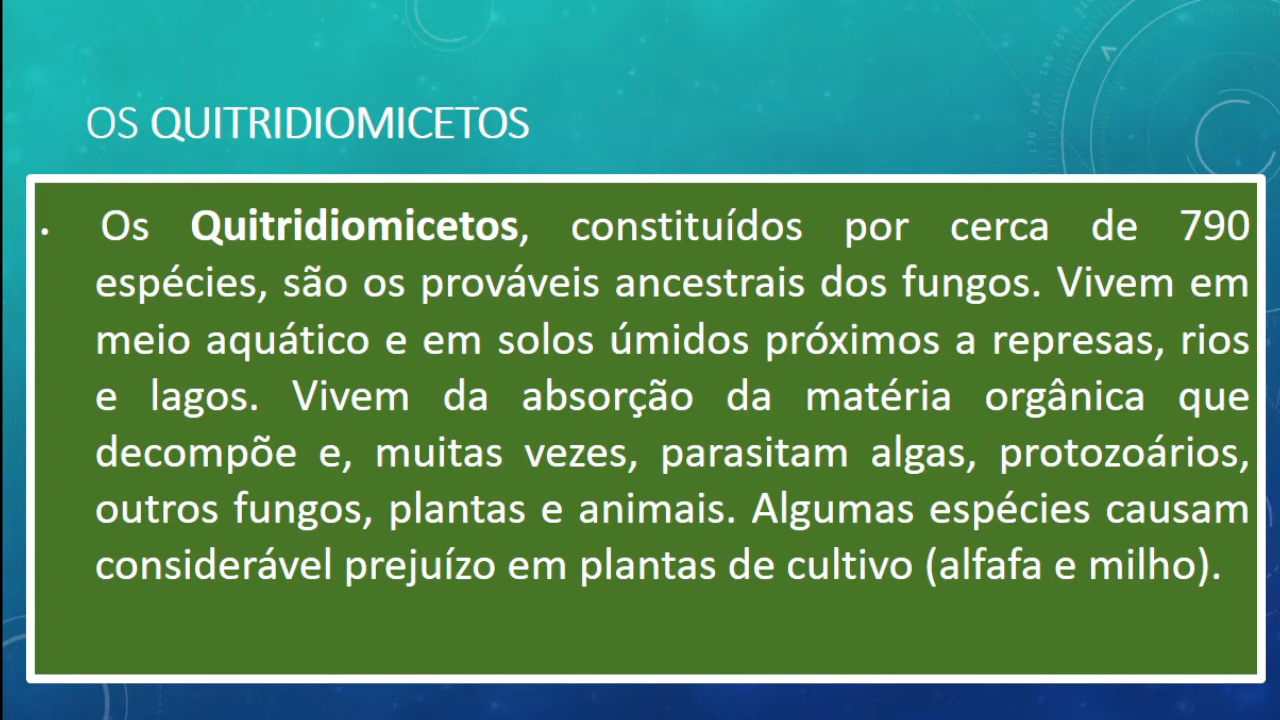 OS QUITRIDIOMICETOS
• Os Quitridiomicetos, constituídos por cerca de 790
espécies, são os prováveis ancestrais dos fungos. Vivem em
meio aquático e em solos úmidos próximos a represas, rios
e lagos. Vivem da absorção da matéria orgânica que
decompõe e, muitas vezes, parasitam algas, protozoários,
outros fungos, plantas e animais. Algumas espécies causam
considerável prejuízo em plantas de cultivo (alfafa e milho).